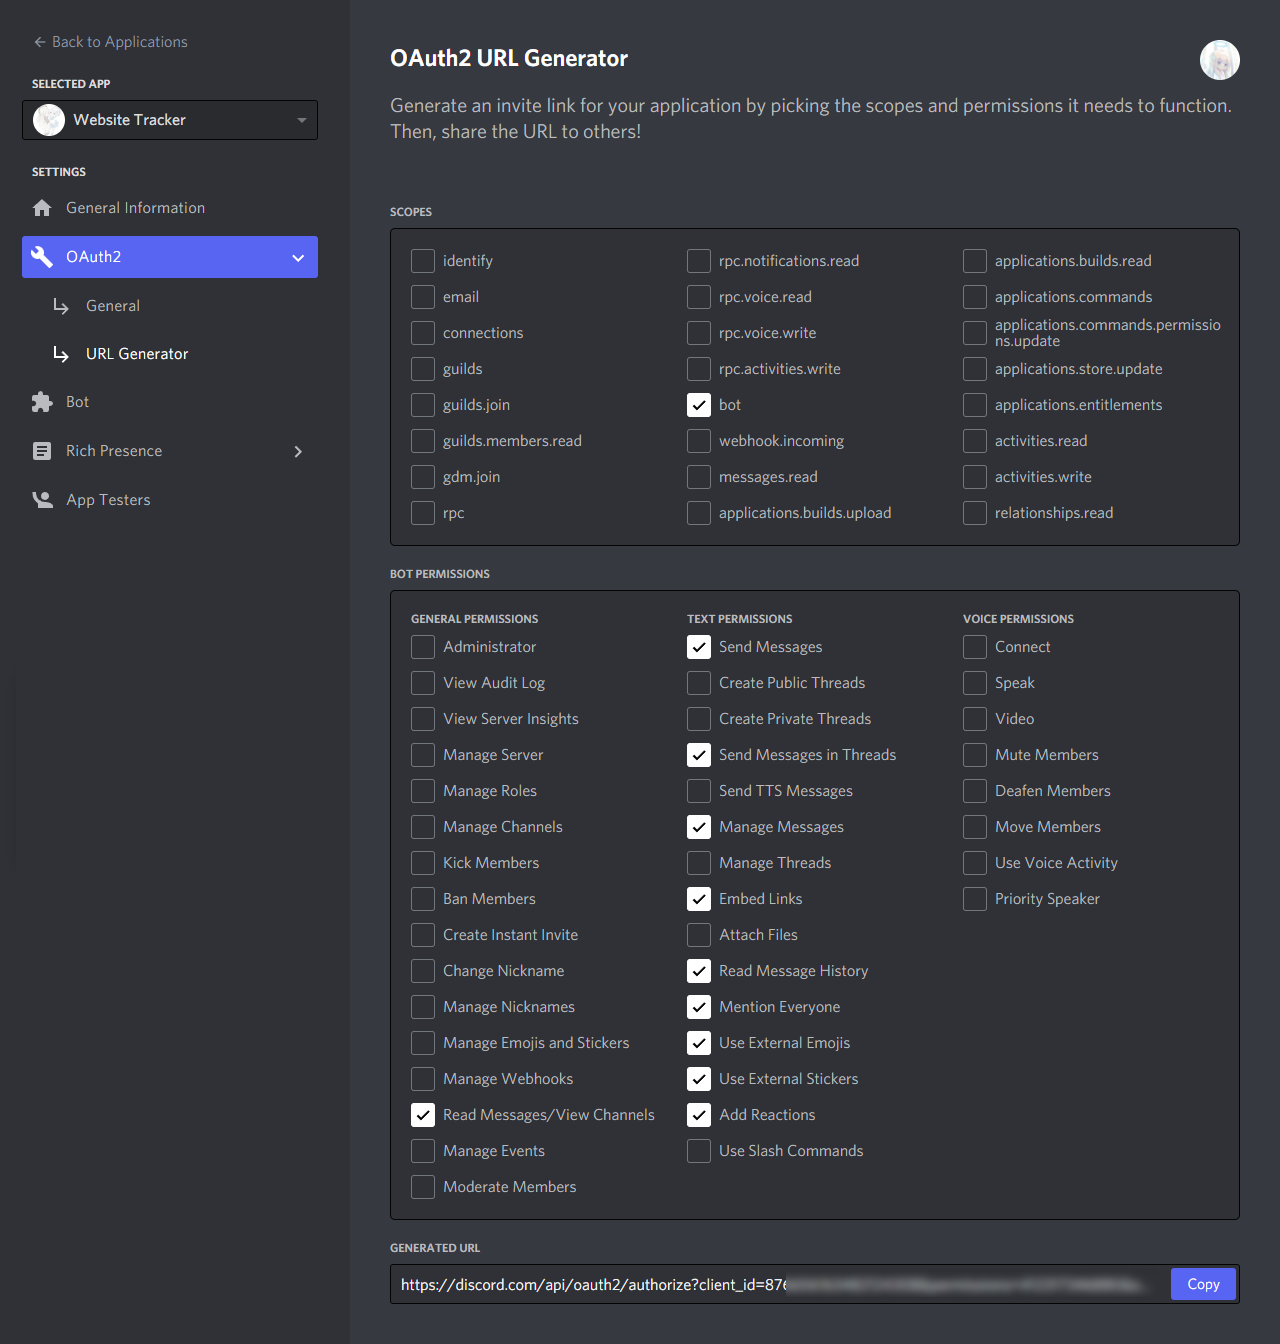 Back to Applications
SELECTED APP
Website Tracker
SETTINGS
General Information
OAuth2
General
URL Generator
Bot
Rich Presence
App Testers
OAuth2 URL Generator
Generate an invite link for your application by picking the scopes and permissions it needs to function.
Then, share the URL to others!
SCOPES
identify
email
connections
guilds
guilds.join
guilds.members.read
gdm.join
rpc
rpc.notifications.read
rpc.voice.read
rpc.voice.write
rpc.activities.write
bot
webhook.incoming
messages.read
applications.builds.upload
applications.builds.read
applications.commands
applications.commands.permissio
ns.update
applications.store.update
applications.entitlements
activities.read
activities.write
relationships.read
BOT PERMISSIONS
GENERAL PERMISSIONS
Administrator
View Audit Log
View Server Insights
Manage Server
Manage Roles
Manage Channels
Kick Members
Ban Members
Create Instant Invite
Change Nickname
Manage Nicknames
Manage Emojis and Stickers
Manage Webhooks
Read Messages/View Channels
Manage Events
Moderate Members
TEXT PERMISSIONS
Send Messages
Create Public Threads
Create Private Threads
Send Messages in Threads
Send TTS Messages
Manage Messages
Manage Threads
Embed Links
Attach Files
Read Message History
Mention Everyone
Use External Emojis
Use External Stickers
Add Reactions
Use Slash Commands
VOICE PERMISSIONS
Connect
Speak
Video
Mute Members
Deafen Members
Move Members
Use Voice Activity
Priority Speaker
GENERATED URL
https://discord.com/api/oauth2/authorize?client_id=87
Copy